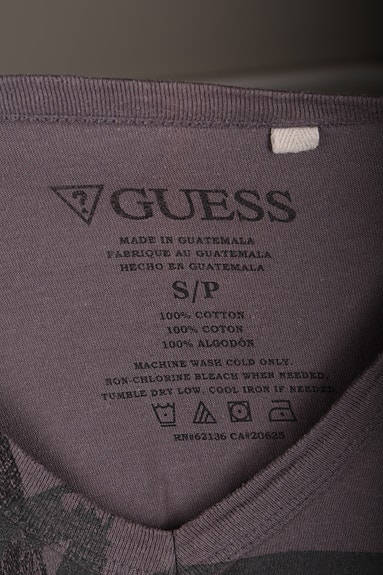 ? GUESS
MADE IN GUATEMALA
FABRIQUE AU GUATEMALA
HECHO EN GUATEMALA
S/P
100% COTTON
100% COTON
100% ALGODÓN
MACHINE WASH COLD ONLY.
NON-CHLORINE BLEACH WHEN NEEDED.
TUMBLE DRY LOW. COOL IRON IF NEEDED
RN#62136 CA#20625